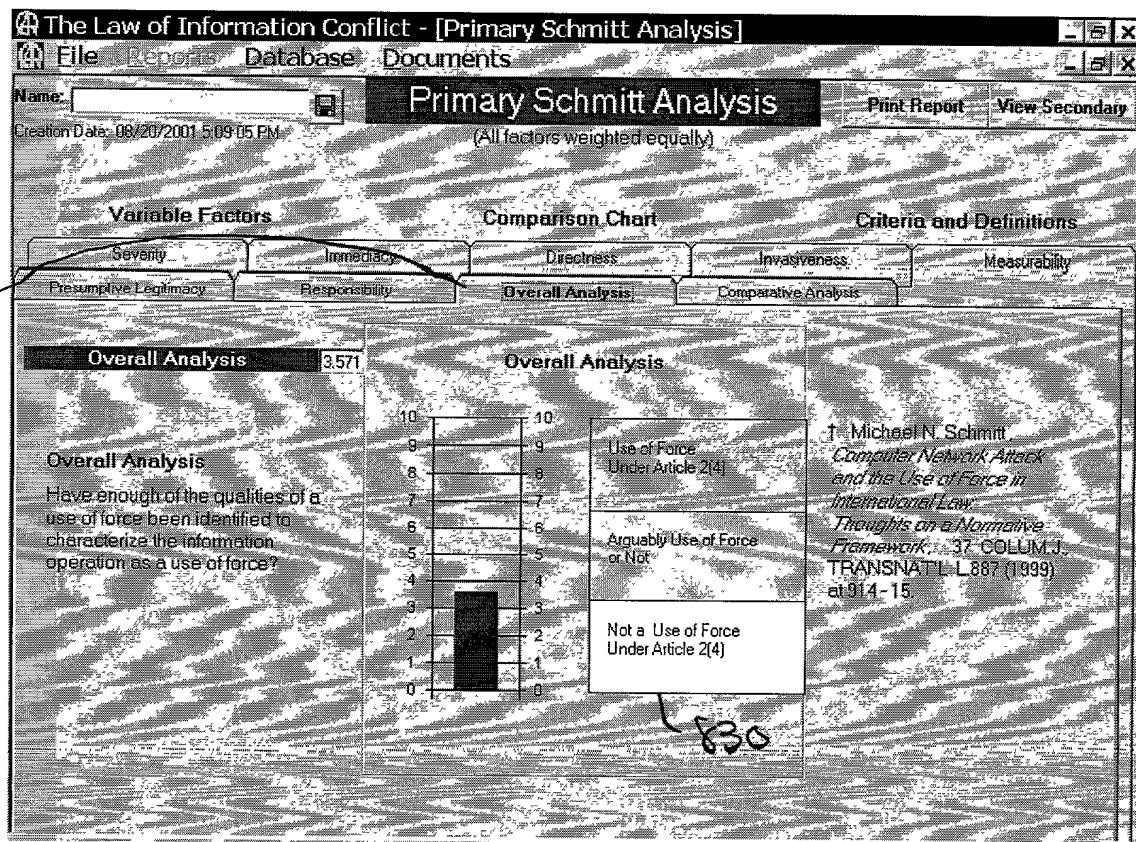 The Law of Information Conflict - [Primary Schmitt Analysis]
File Reports Database Documents
Name:
Primary Schmitt Analysis
Print Report
View Secondary
Creation Date: 08/20/2001 5:09:05 PM
(All factors weighted equally)
Variable Factors
Comparison Chart
Criteria and Definitions
Severity
Immediacy
Directness
Invasiveness
Measurability
Presumptive Legitimacy
Responsibility
Overall Analysis
Comparative Analysis
Overall Analysis 3.571
Overall Analysis
Have enough of the qualities of a
use of force been identified to
characterize the information
operation as a use of force?
Overall Analysis
10 10
9 9
8 8
7 7
6 6
5 5
4 4
3 3
2 2
1 1
0 0
Use of Force
Under Article 2(4)
Arguably Use of Force
or Not
Not a Use of Force
Under Article 2(4)
830
† Michael N. Schmitt,
Computer Network Attack
and the Use of Force in
International Law:
Thoughts on a Normative
Framework, 37 COLUM.J.
TRANSNAT'L L.887 (1999)
at 914-15.